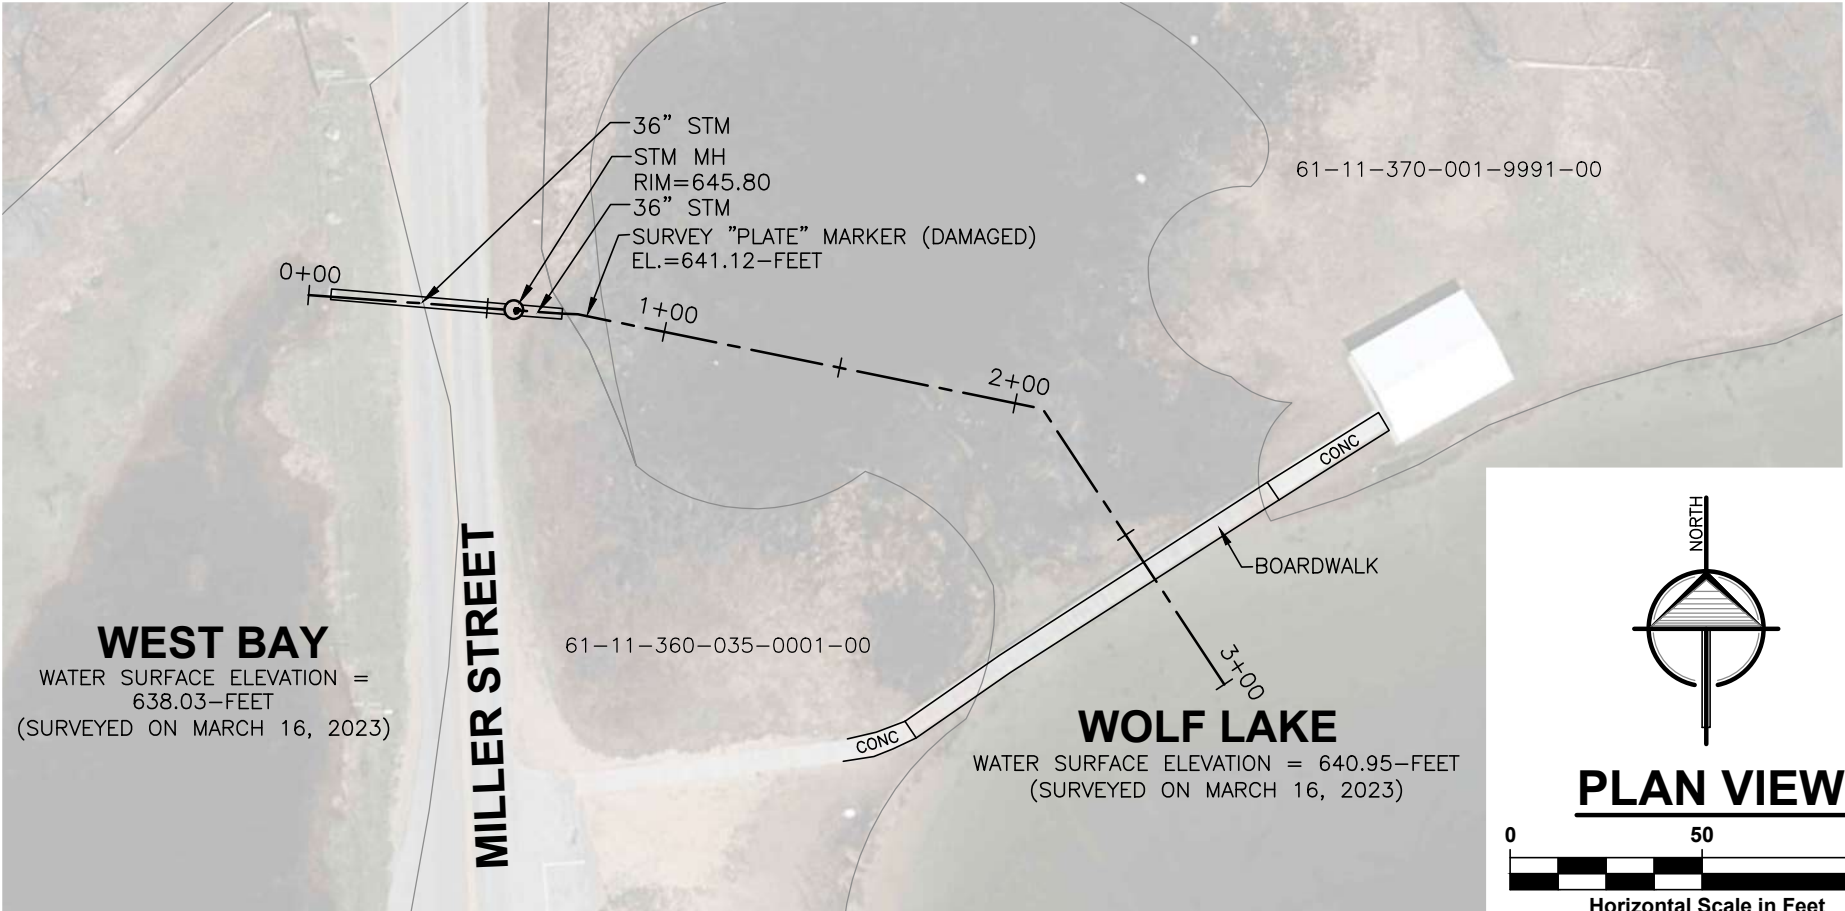 36” STM
STM MH
RIM=645.80
36” STM
SURVEY ”PLATE” MARKER (DAMAGED)
EL.=641.12-FEET
61-11-370-001-9991-00
0+00
1+00
2+00
3+00
CONC
BOARDWALK
NORTH
MILLER STREET
WEST BAY
WATER SURFACE ELEVATION =
638.03-FEET
(SURVEYED ON MARCH 16, 2023)
61-11-360-035-0001-00
CONC
WOLF LAKE
WATER SURFACE ELEVATION = 640.95-FEET
(SURVEYED ON MARCH 16, 2023)
PLAN VIEW
0 50
Horizontal Scale in Feet